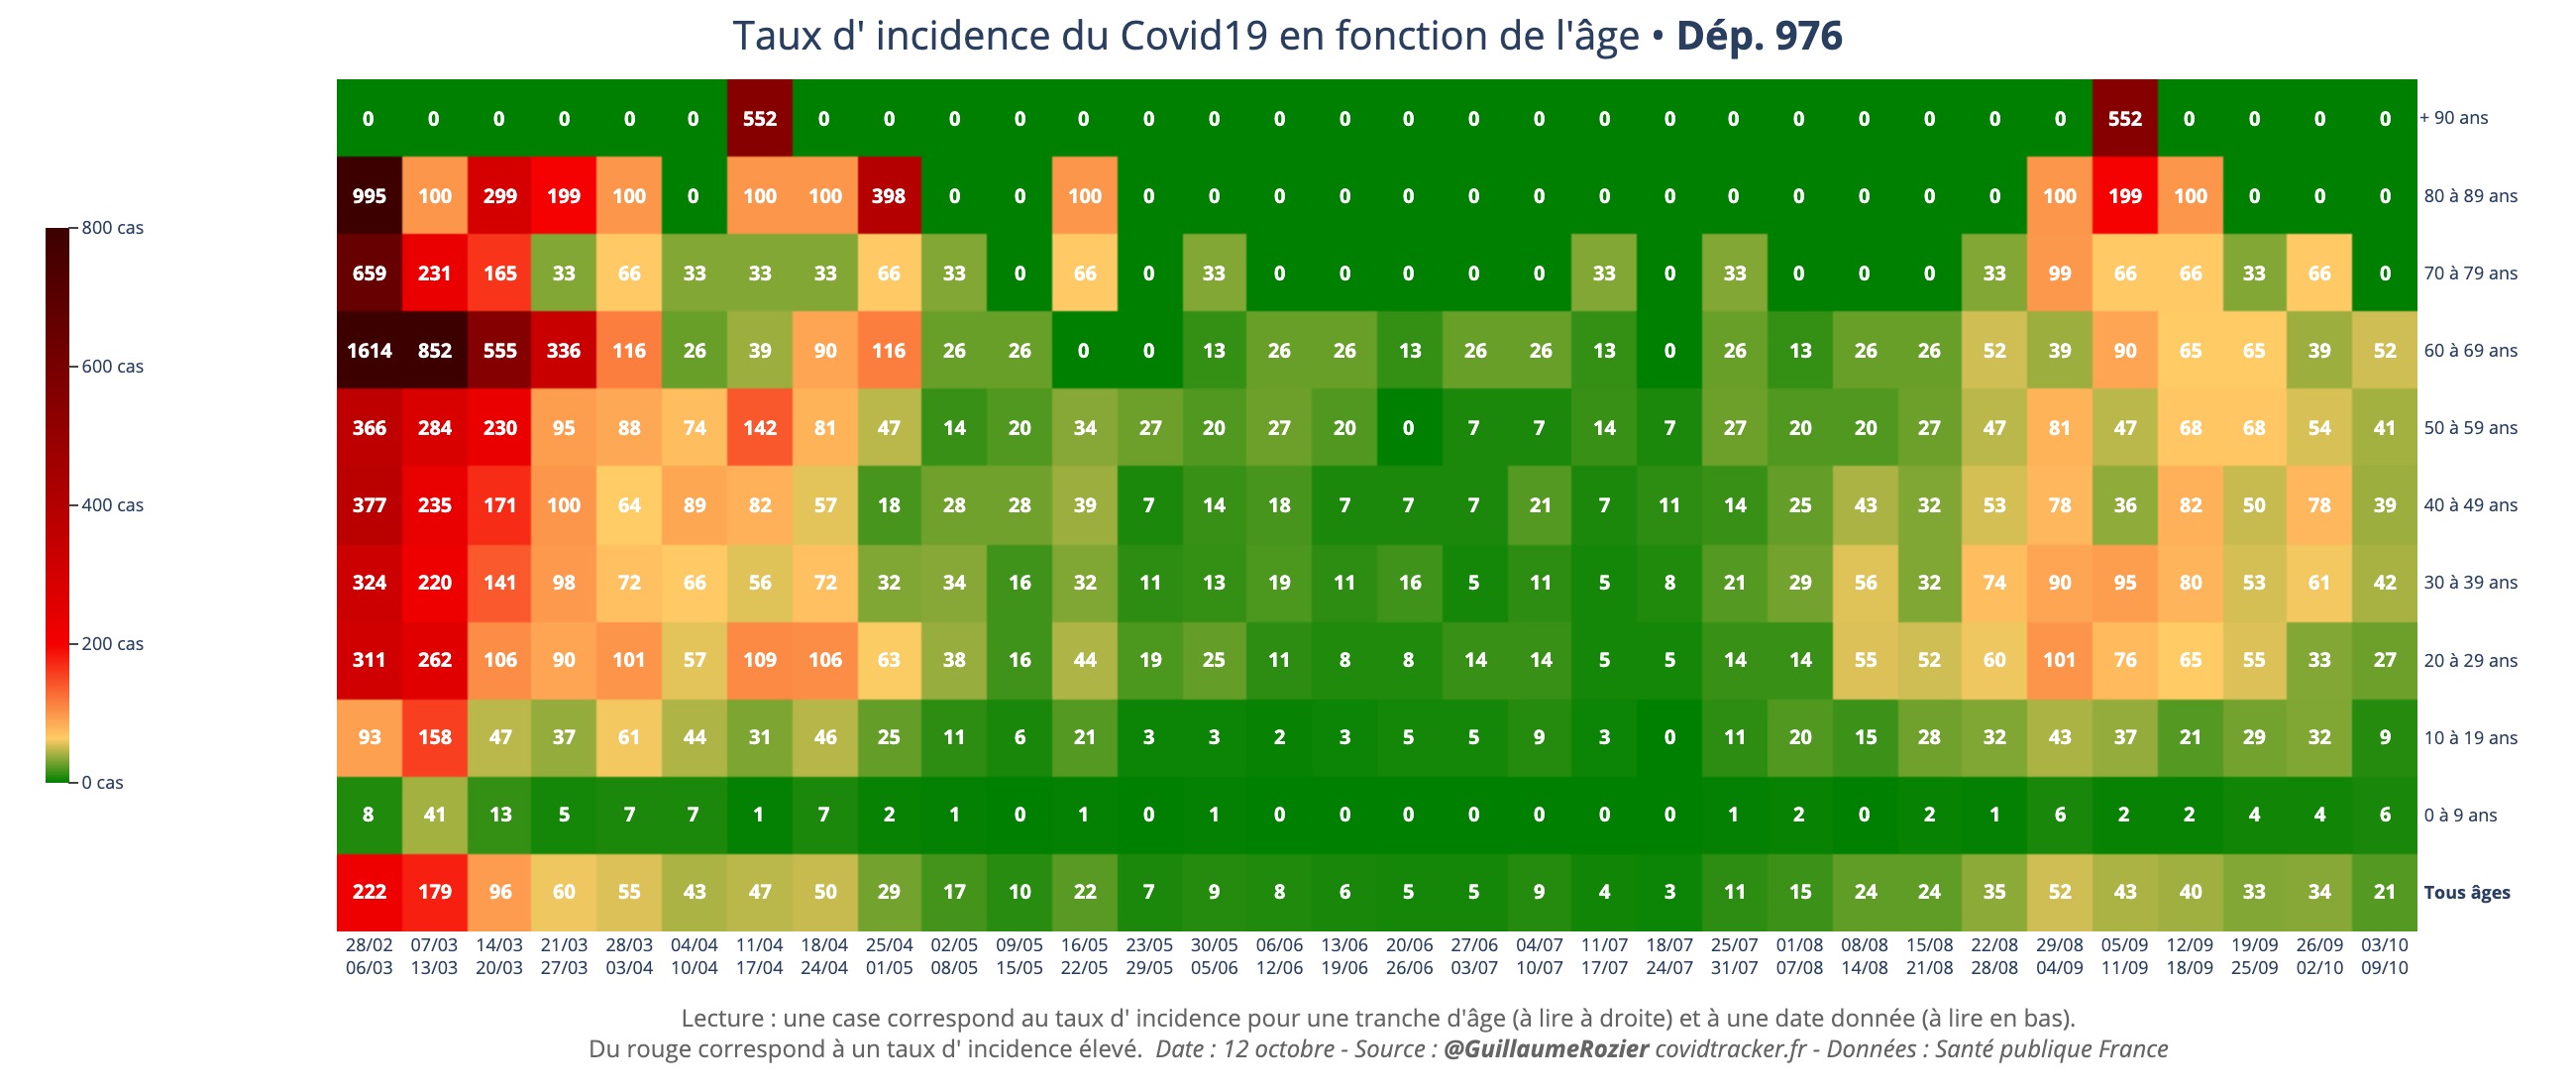 Taux d' incidence du Covid19 en fonction de l'âge • Dép. 976
0 0 0 0 0 0 552 0 0 0 0 0 0 0 0 0 0 0 0 0 0 0 0 0 0 0 0 552 0 0 0 0 + 90 ans
995 100 299 199 100 0 100 100 398 0 0 100 0 0 0 0 0 0 0 0 0 0 0 0 0 0 100 199 100 0 0 0 80 à 89 ans
800 cas
659 231 165 33 66 33 33 33 66 33 0 66 0 33 0 0 0 0 0 33 0 33 0 0 0 33 99 66 66 33 66 0 70 à 79 ans
1614 852 555 336 116 26 39 90 116 26 26 0 0 13 26 26 13 26 26 13 0 26 13 26 26 52 39 90 65 65 39 52 60 à 69 ans
600 cas
366 284 230 95 88 74 142 81 47 14 20 34 27 20 27 20 0 7 7 14 7 27 20 20 27 47 81 47 68 68 54 41 50 à 59 ans
400 cas
377 235 171 100 64 89 82 57 18 28 28 39 7 14 18 7 7 7 21 7 11 14 25 43 32 53 78 36 82 50 78 39 40 à 49 ans
324 220 141 98 72 66 56 72 32 34 16 32 11 13 19 11 16 5 11 5 8 21 29 56 32 74 90 95 80 53 61 42 30 à 39 ans
200 cas
311 262 106 90 101 57 109 106 63 38 16 44 19 25 11 8 8 14 14 5 5 14 14 55 52 60 101 76 65 55 33 27 20 à 29 ans
93 158 47 37 61 44 31 46 25 11 6 21 3 3 2 3 5 5 9 3 0 11 20 15 28 32 43 37 21 29 32 9 10 à 19 ans
0 cas
8 41 13 5 7 7 1 7 2 1 0 1 0 1 0 0 0 0 0 0 0 1 2 0 2 1 6 2 2 4 4 6 0 à 9 ans
222 179 96 60 55 43 47 50 29 17 10 22 7 9 8 6 5 5 9 4 3 11 15 24 24 35 52 43 40 33 34 21 Tous âges
28/02 07/03 14/03 21/03 28/03 04/04 11/04 18/04 25/04 02/05 09/05 16/05 23/05 30/05 06/06 13/06 20/06 27/06 04/07 11/07 18/07 25/07 01/08 08/08 15/08 22/08 29/08 05/09 12/09 19/09 26/09 03/10
06/03 13/03 20/03 27/03 03/04 10/04 17/04 24/04 01/05 08/05 15/05 22/05 29/05 05/06 12/06 19/06 26/06 03/07 10/07 17/07 24/07 31/07 07/08 14/08 21/08 28/08 04/09 11/09 18/09 25/09 02/10 09/10
Lecture : une case correspond au taux d' incidence pour une tranche d'âge (à lire à droite) et à une date donnée (à lire en bas).
Du rouge correspond à un taux d' incidence élevé. Date : 12 octobre - Source : @GuillaumeRozier covidtracker.fr - Données : Santé publique France